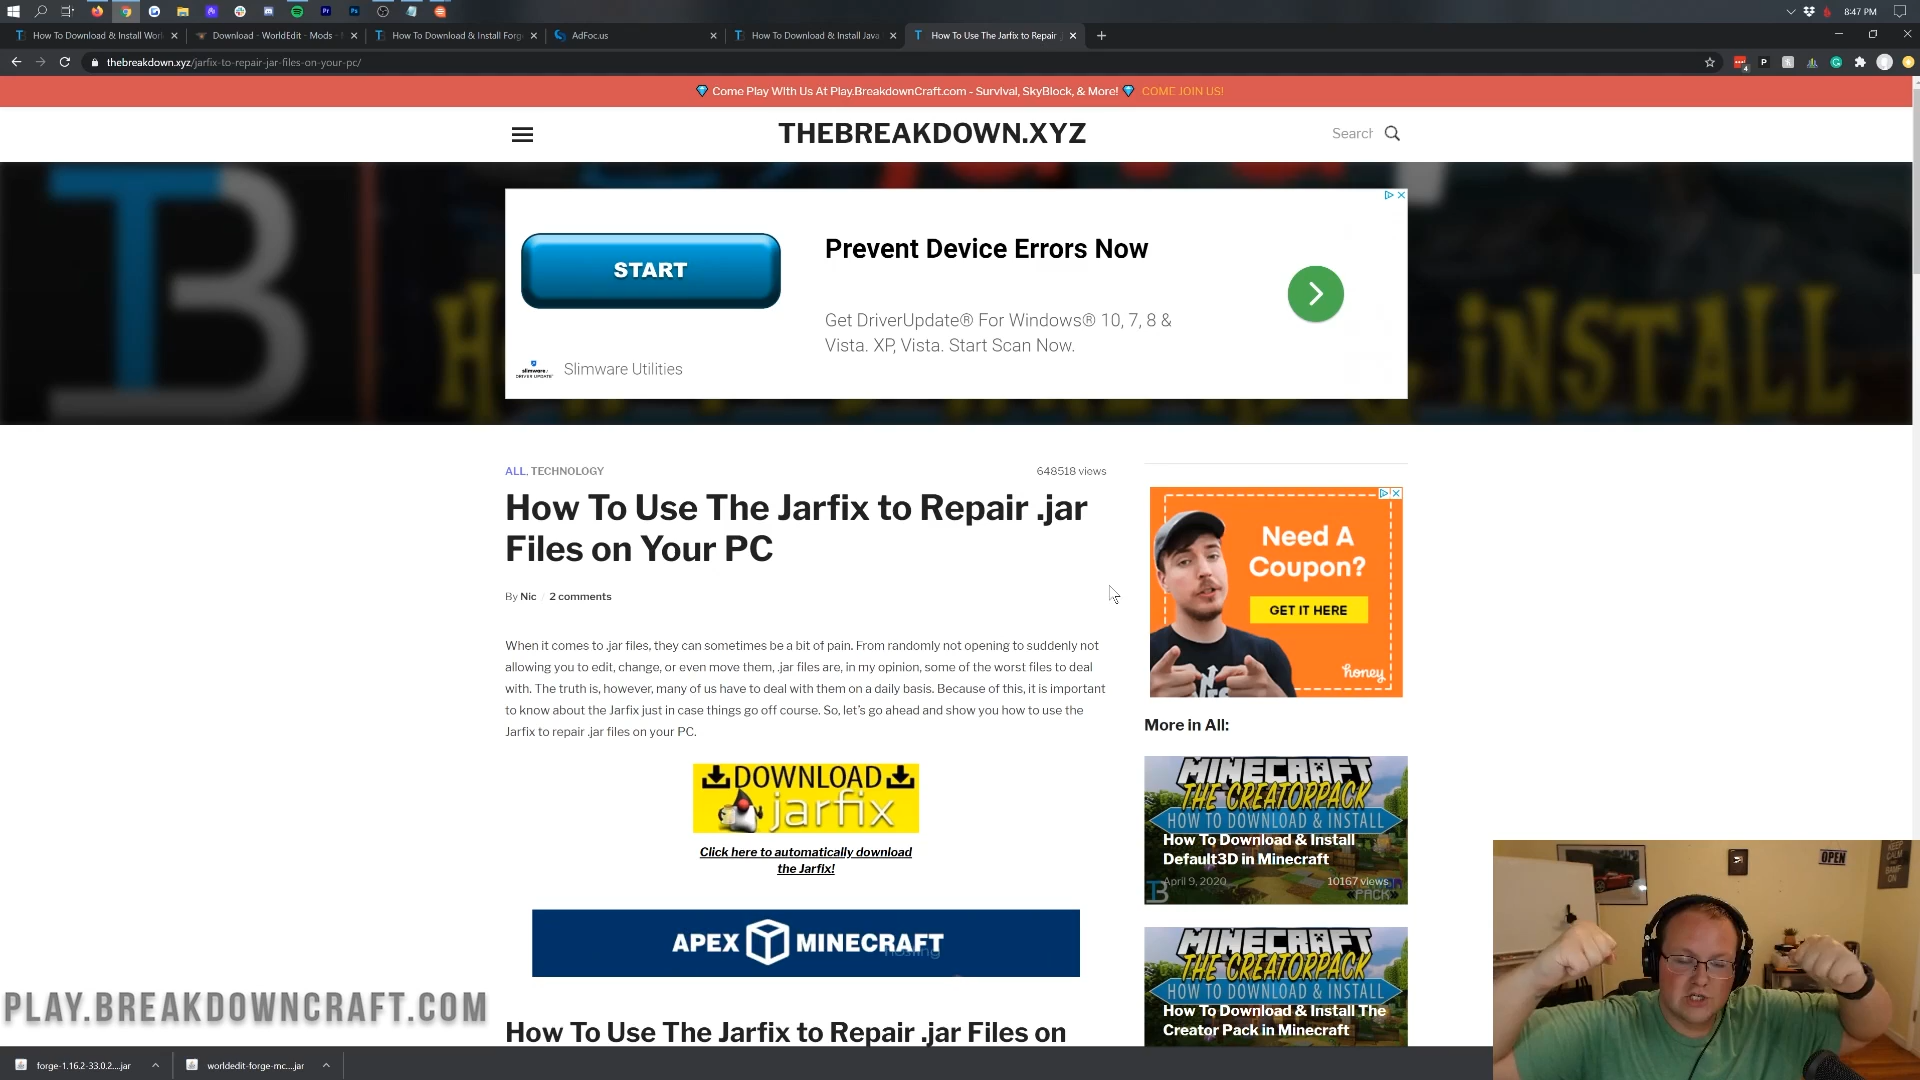 8:47 PM
How To Download & Install Worl
Download - WorldEdit - Mods -
How To Download & Install Forg
AdFoc.us
How To Download & Install Java
How To Use The Jarfix to Repair
thebreakdown.xyz/jarfix-to-repair-jar-files-on-your-pc/
Come Play With Us At Play.BreakdownCraft.com - Survival, SkyBlock, & More! COME JOIN US!
THEBREAKDOWN.XYZ
Search
START
Prevent Device Errors Now
Get DriverUpdate® For Windows® 10, 7, 8 &
Vista. XP, Vista. Start Scan Now.
Slimware Utilities
INSTALL
ALL, TECHNOLOGY
648518 views
How To Use The Jarfix to Repair .jar
Files on Your PC
By Nic / 2 comments
When it comes to .jar files, they can sometimes be a bit of pain. From randomly not opening to suddenly not
allowing you to edit, change, or even move them, .jar files are, in my opinion, some of the worst files to deal
with. The truth is, however, many of us have to deal with them on a daily basis. Because of this, it is important
to know about the Jarfix just in case things go off course. So, let's go ahead and show you how to use the
Jarfix to repair .jar files on your PC.
DOWNLOAD
jarfix
Click here to automatically download
the Jarfix!
APEX MINECRAFT
Hosting
How To Use The Jarfix to Repair .jar Files on
Need A
Coupon?
GET IT HERE
honey
More in All:
MINECRAFT
THE CREATORPACK
HOW TO DOWNLOAD & INSTALL
How To Download & Install
Default3D in Minecraft
April 9, 2020
10167 views
PACK
MINECRAFT
THE CREATORPACK
HOW TO DOWNLOAD & INSTALL
How To Download & Install The
Creator Pack in Minecraft
OPEN
KEEP
CALM
AND
BAMF
ON
PLAY.BREAKDOWNCRAFT.COM
forge-1.16.2-33.0.2....jar
worldedit-forge-mc....jar